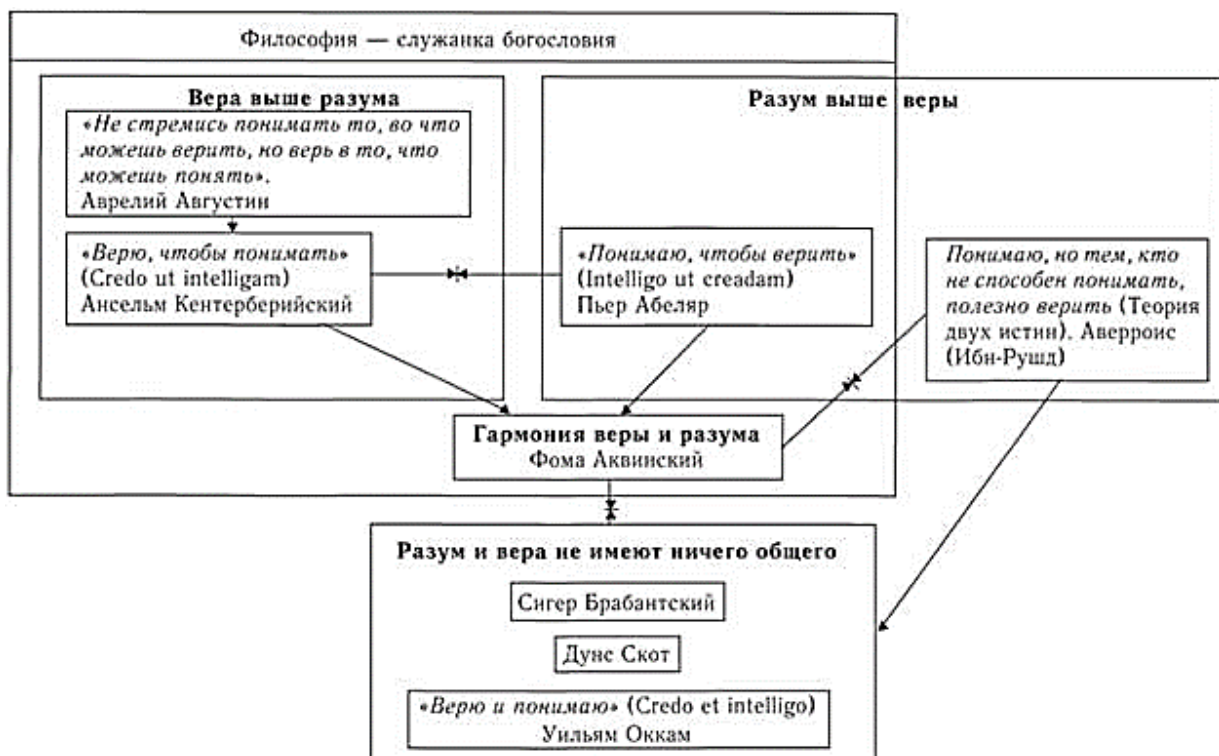 Философия — служанка богословия
Вера выше разума
«Не стремись понимать то, во что
можешь верить, но верь в то, что
можешь понять».
Аврелий Августин
«Верю, чтобы понимать»
(Credo ut intelligam)
Ансельм Кентерберийский
Разум выше веры
«Понимаю, чтобы верить»
(Intelligo ut creadam)
Пьер Абеляр
Понимаю, но тем, кто
не способен понимать,
полезно верить (Теория
двух истин). Аверроис
(Ибн-Рушд)
Гармония веры и разума
Фома Аквинский
Разум и вера не имеют ничего общего
Сигер Брабантский
Дунс Скот
«Верю и понимаю» (Credo et intelligo)
Уильям Оккам